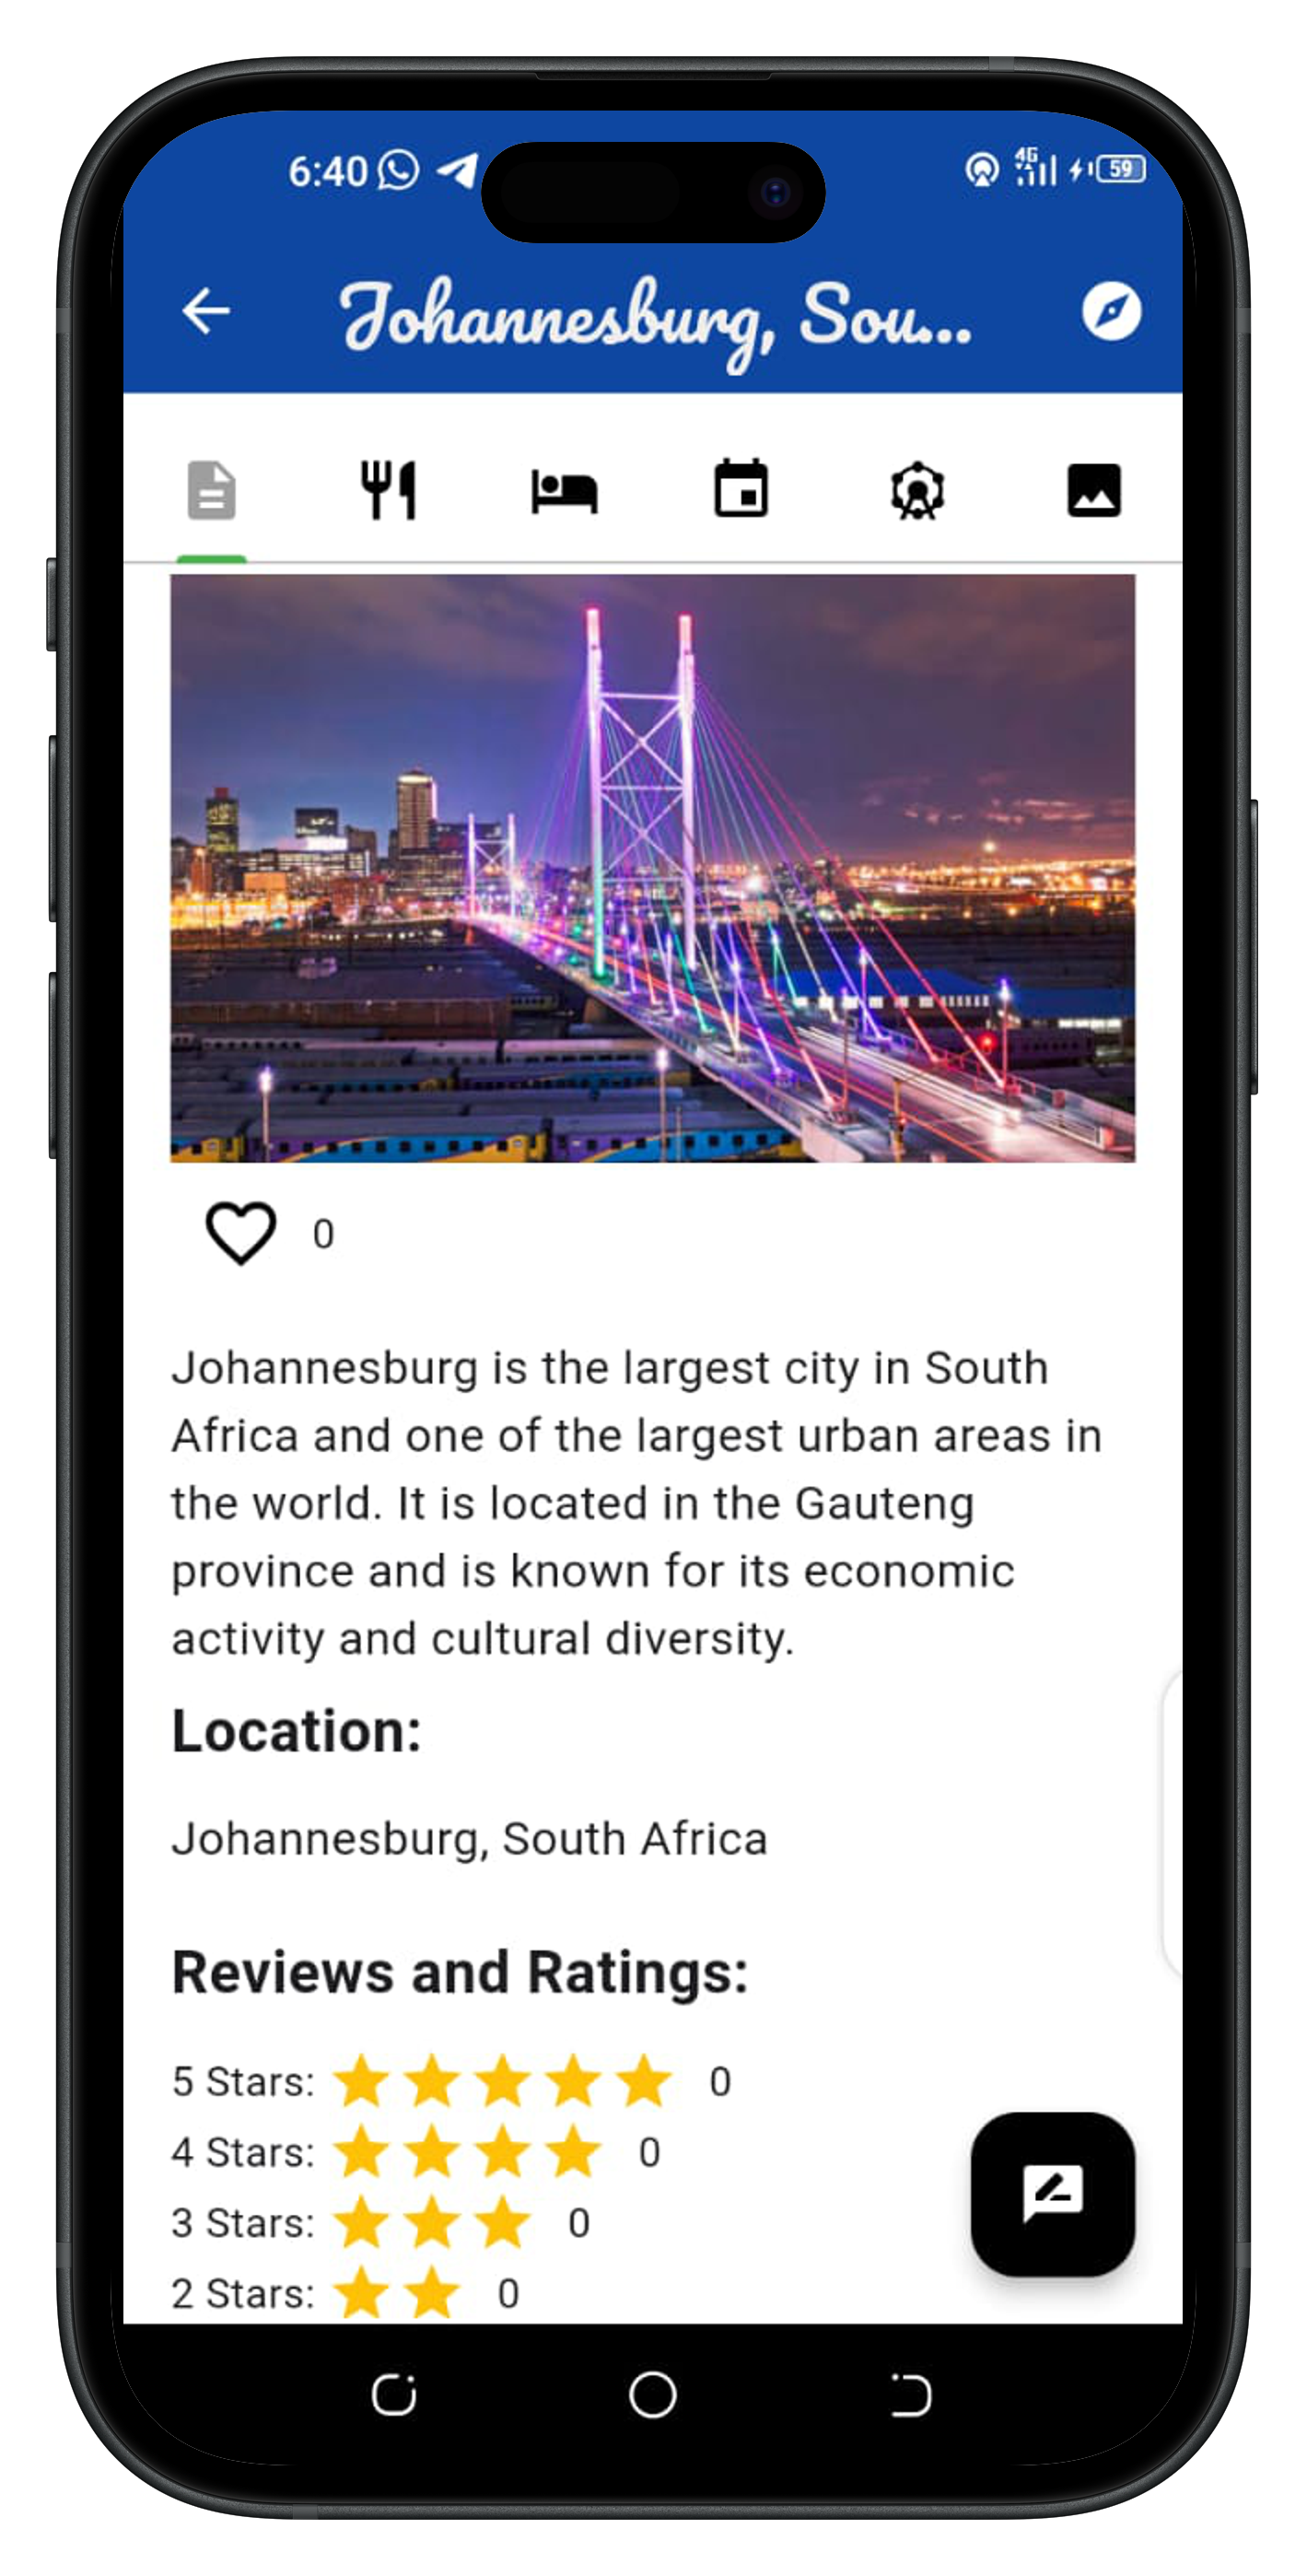 6:40
4G
59
Johannesburg, Sou...
0
Johannesburg is the largest city in South
Africa and one of the largest urban areas in
the world. It is located in the Gauteng
province and is known for its economic
activity and cultural diversity.
Location:
Johannesburg, South Africa
Reviews and Ratings:
5 Stars: 0
4 Stars: 0
3 Stars: 0
2 Stars: 0